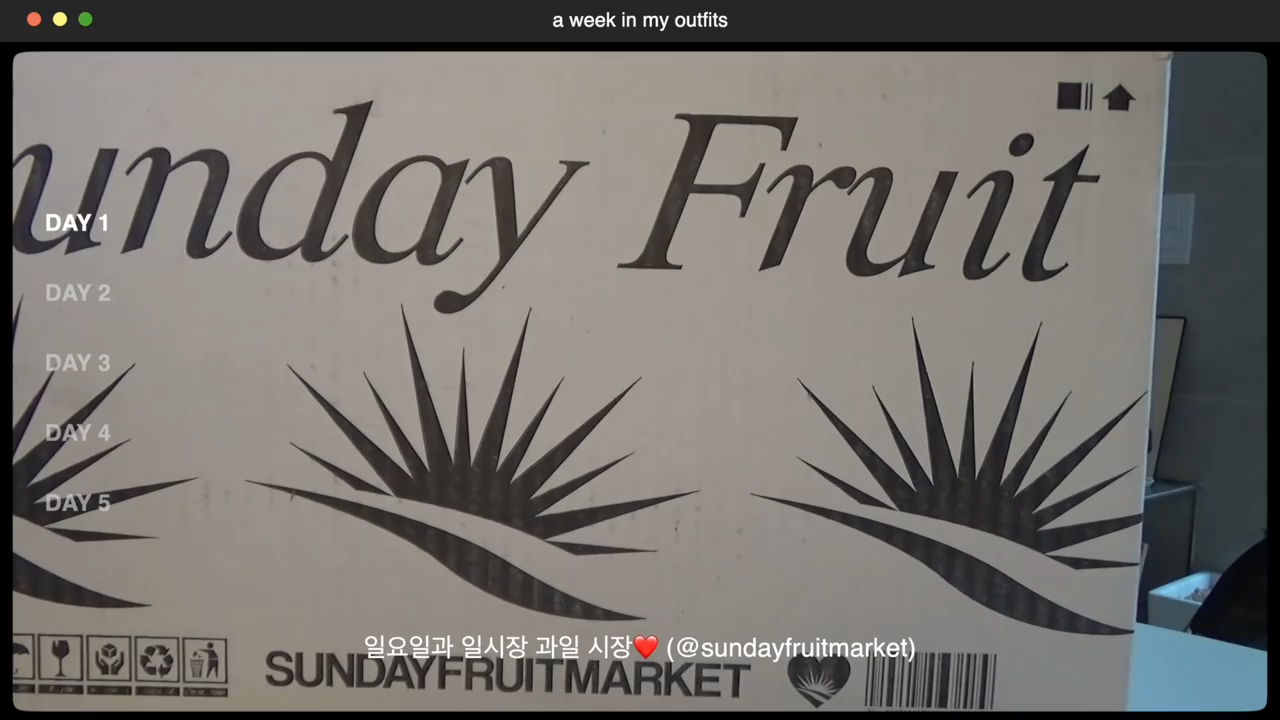 a week in my outfits
unday Fruit
DAY 1
DAY 2
DAY 3
DAY 4
DAY 5
일요일과 일시장 과일 시장❤️ (@sundayfruitmarket)
SUNDAYFRUITMARKET